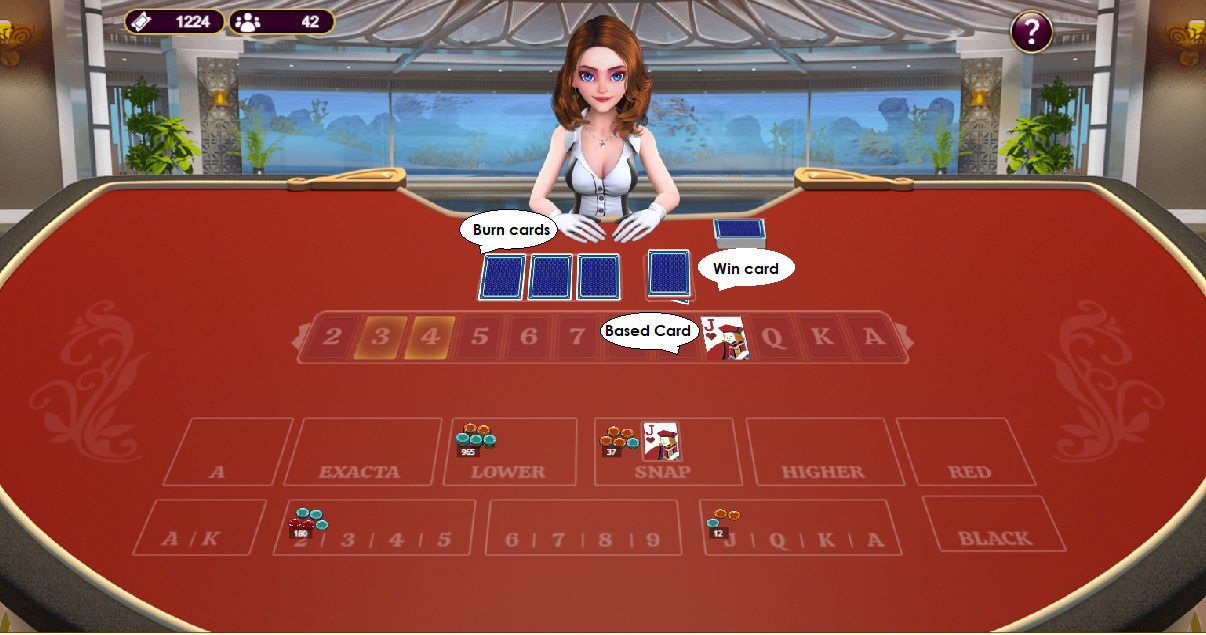 1224 42 ?
Burn cards
Win card
2 3 4 5 6 7 Based Card J Q K A
965 37 J
A EXACTA LOWER SNAP HIGHER RED
180 12
A | K 2 | 3 | 4 | 5 6 | 7 | 8 | 9 J | Q | K | A BLACK